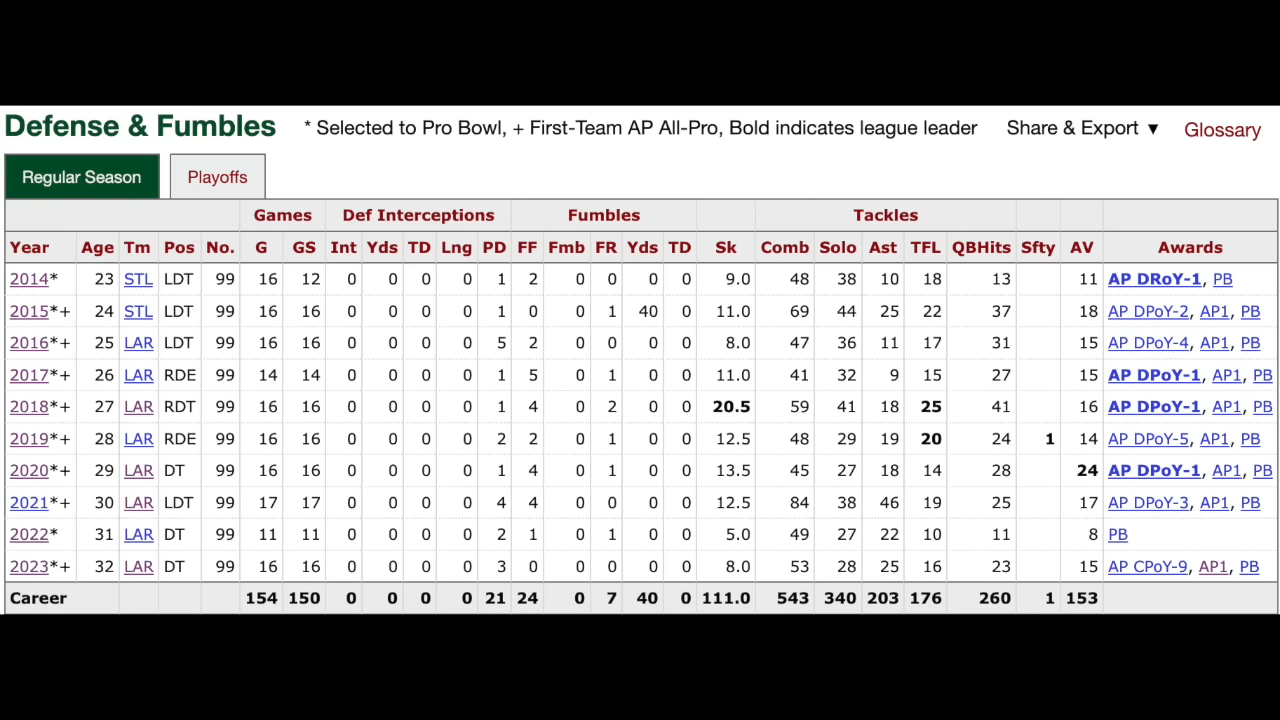 Defense & Fumbles * Selected to Pro Bowl, + First-Team AP All-Pro, Bold indicates league leader Share & Export ▼ Glossary
Regular Season Playoffs
Games Def Interceptions Fumbles Tackles
Year Age Tm Pos No. G GS Int Yds TD Lng PD FF Fmb FR Yds TD Sk Comb Solo Ast TFL QBHits Sfty AV Awards
2014* 23 STL LDT 99 16 12 0 0 0 0 1 2 0 0 0 0 9.0 48 38 10 18 13 11 AP DRoY-1, PB
2015*+ 24 STL LDT 99 16 16 0 0 0 0 1 0 0 1 40 0 11.0 69 44 25 22 37 18 AP DPoY-2, AP1, PB
2016*+ 25 LAR LDT 99 16 16 0 0 0 0 5 2 0 0 0 0 8.0 47 36 11 17 31 15 AP DPoY-4, AP1, PB
2017*+ 26 LAR RDE 99 14 14 0 0 0 0 1 5 0 1 0 0 11.0 41 32 9 15 27 15 AP DPoY-1, AP1, PB
2018*+ 27 LAR RDT 99 16 16 0 0 0 0 1 4 0 2 0 0 20.5 59 41 18 25 41 16 AP DPoY-1, AP1, PB
2019*+ 28 LAR RDE 99 16 16 0 0 0 0 2 2 0 1 0 0 12.5 48 29 19 20 24 1 14 AP DPoY-5, AP1, PB
2020*+ 29 LAR DT 99 16 16 0 0 0 0 1 4 0 1 0 0 13.5 45 27 18 14 28 24 AP DPoY-1, AP1, PB
2021*+ 30 LAR LDT 99 17 17 0 0 0 0 4 4 0 0 0 0 12.5 84 38 46 19 25 17 AP DPoY-3, AP1, PB
2022* 31 LAR DT 99 11 11 0 0 0 0 2 1 0 1 0 0 5.0 49 27 22 10 11 8 PB
2023*+ 32 LAR DT 99 16 16 0 0 0 0 3 0 0 0 0 0 8.0 53 28 25 16 23 15 AP CPoY-9, AP1, PB
Career 154 150 0 0 0 0 21 24 0 7 40 0 111.0 543 340 203 176 260 1 153